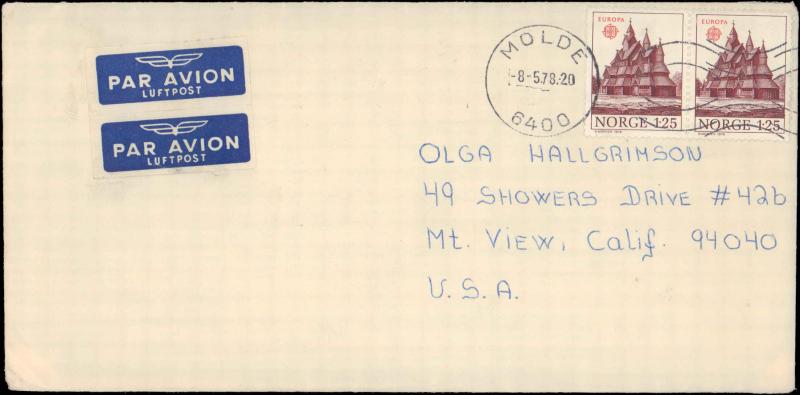 PAR AVION
LUFTPOST
PAR AVION
LUFTPOST
MOLDE
-8-5.78.20
6400
EUROPA
NORGE 1.25
EUROPA
NORGE 1.25
OLGA HALLGRIMSON
49 SHOWERS DRIVE #42b
Mt. VIEW, Calif. 94040
U.S.A.